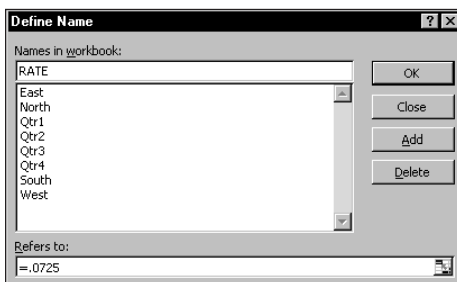 Define Name
Names in workbook:
RATE
OK
East
North
Qtr1
Qtr2
Qtr3
Qtr4
South
West
Close
Add
Delete
Refers to:
=.0725